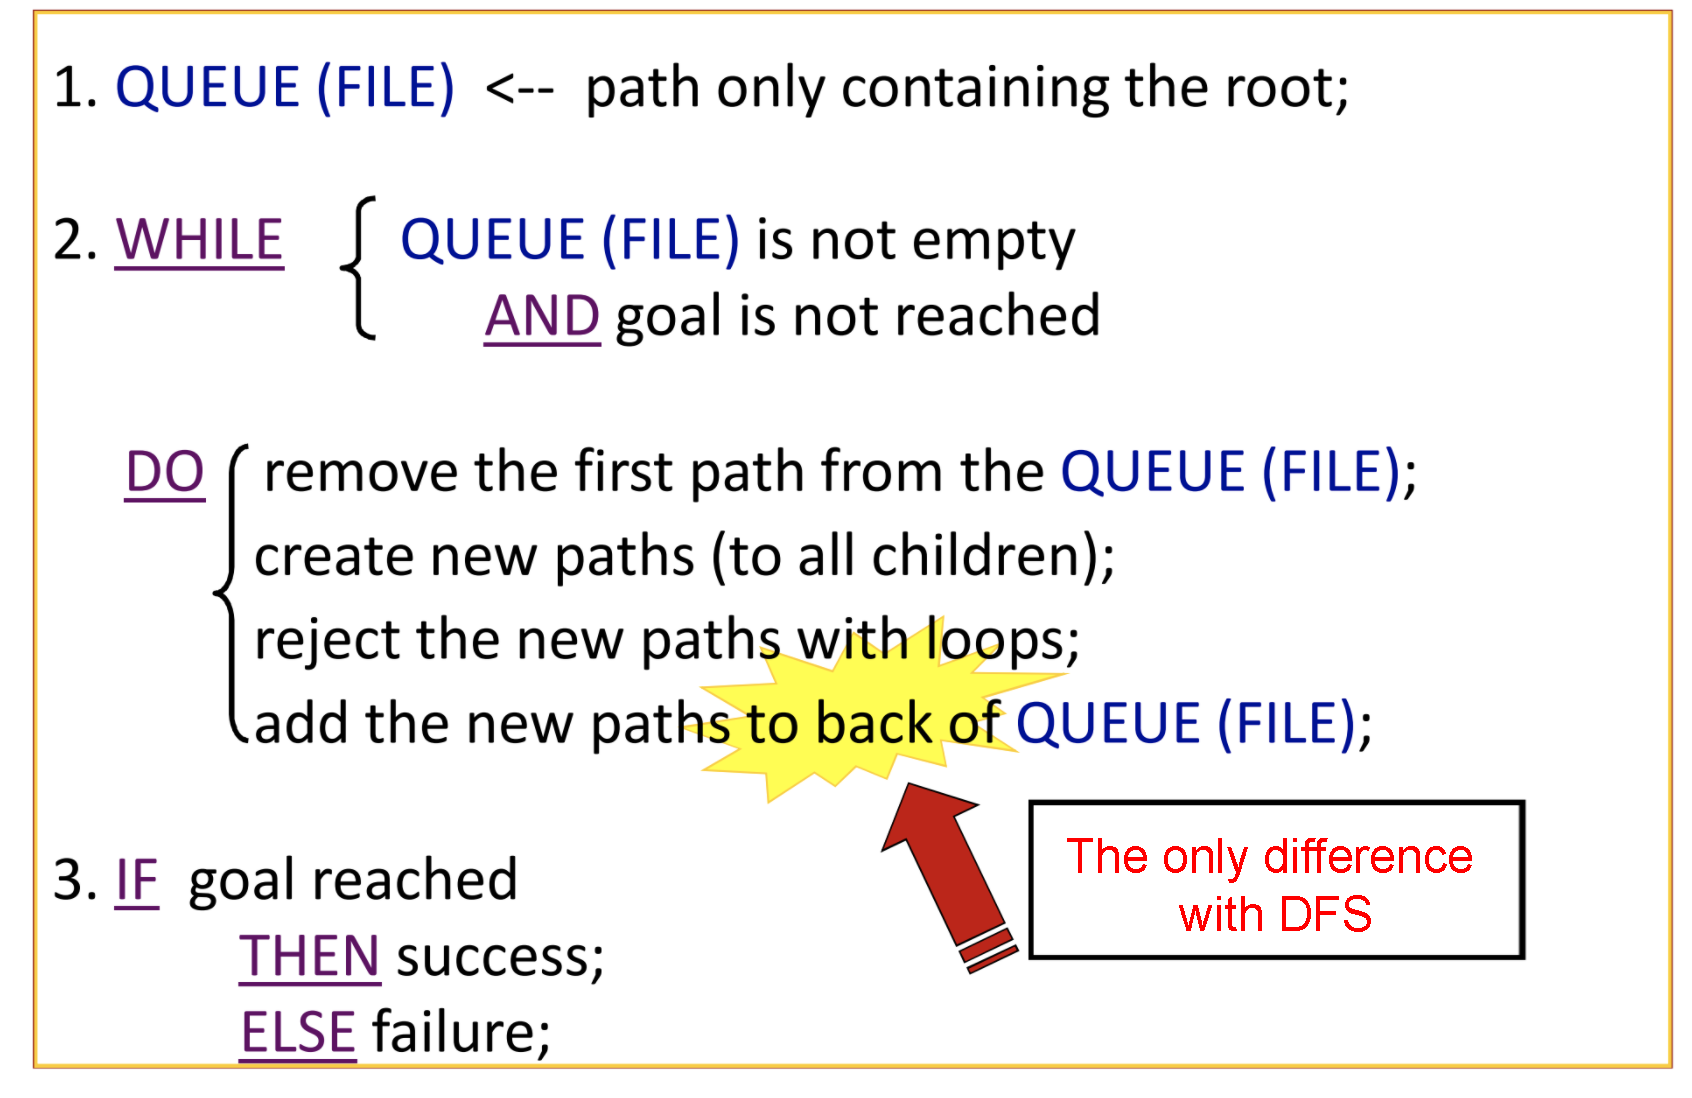 1. QUEUE (FILE) <-- path only containing the root;
2. WHILE { QUEUE (FILE) is not empty
AND goal is not reached
DO { remove the first path from the QUEUE (FILE);
create new paths (to all children);
reject the new paths with loops;
add the new paths to back of QUEUE (FILE);
The only difference
with DFS
3. IF goal reached
THEN success;
ELSE failure;